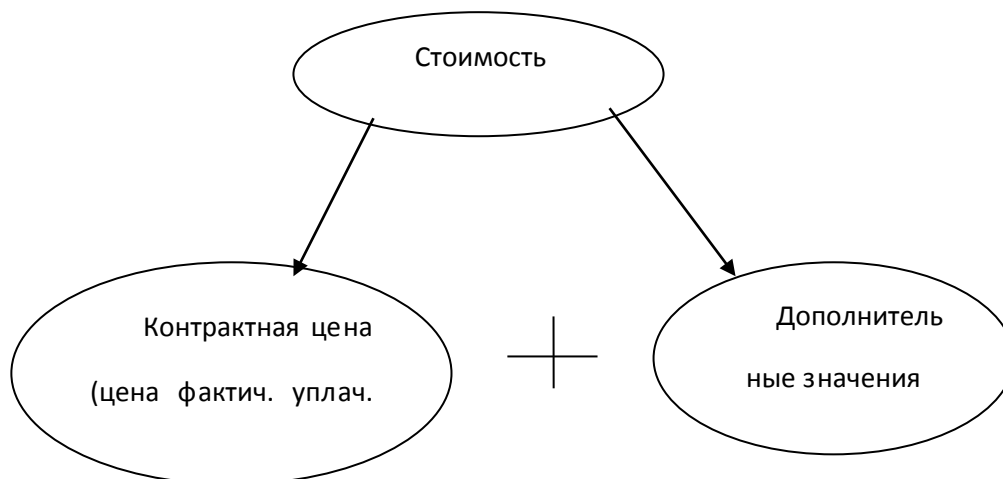 Стоимость
Контрактная цена
(цена фактич. уплач.
Дополнитель
ные значения